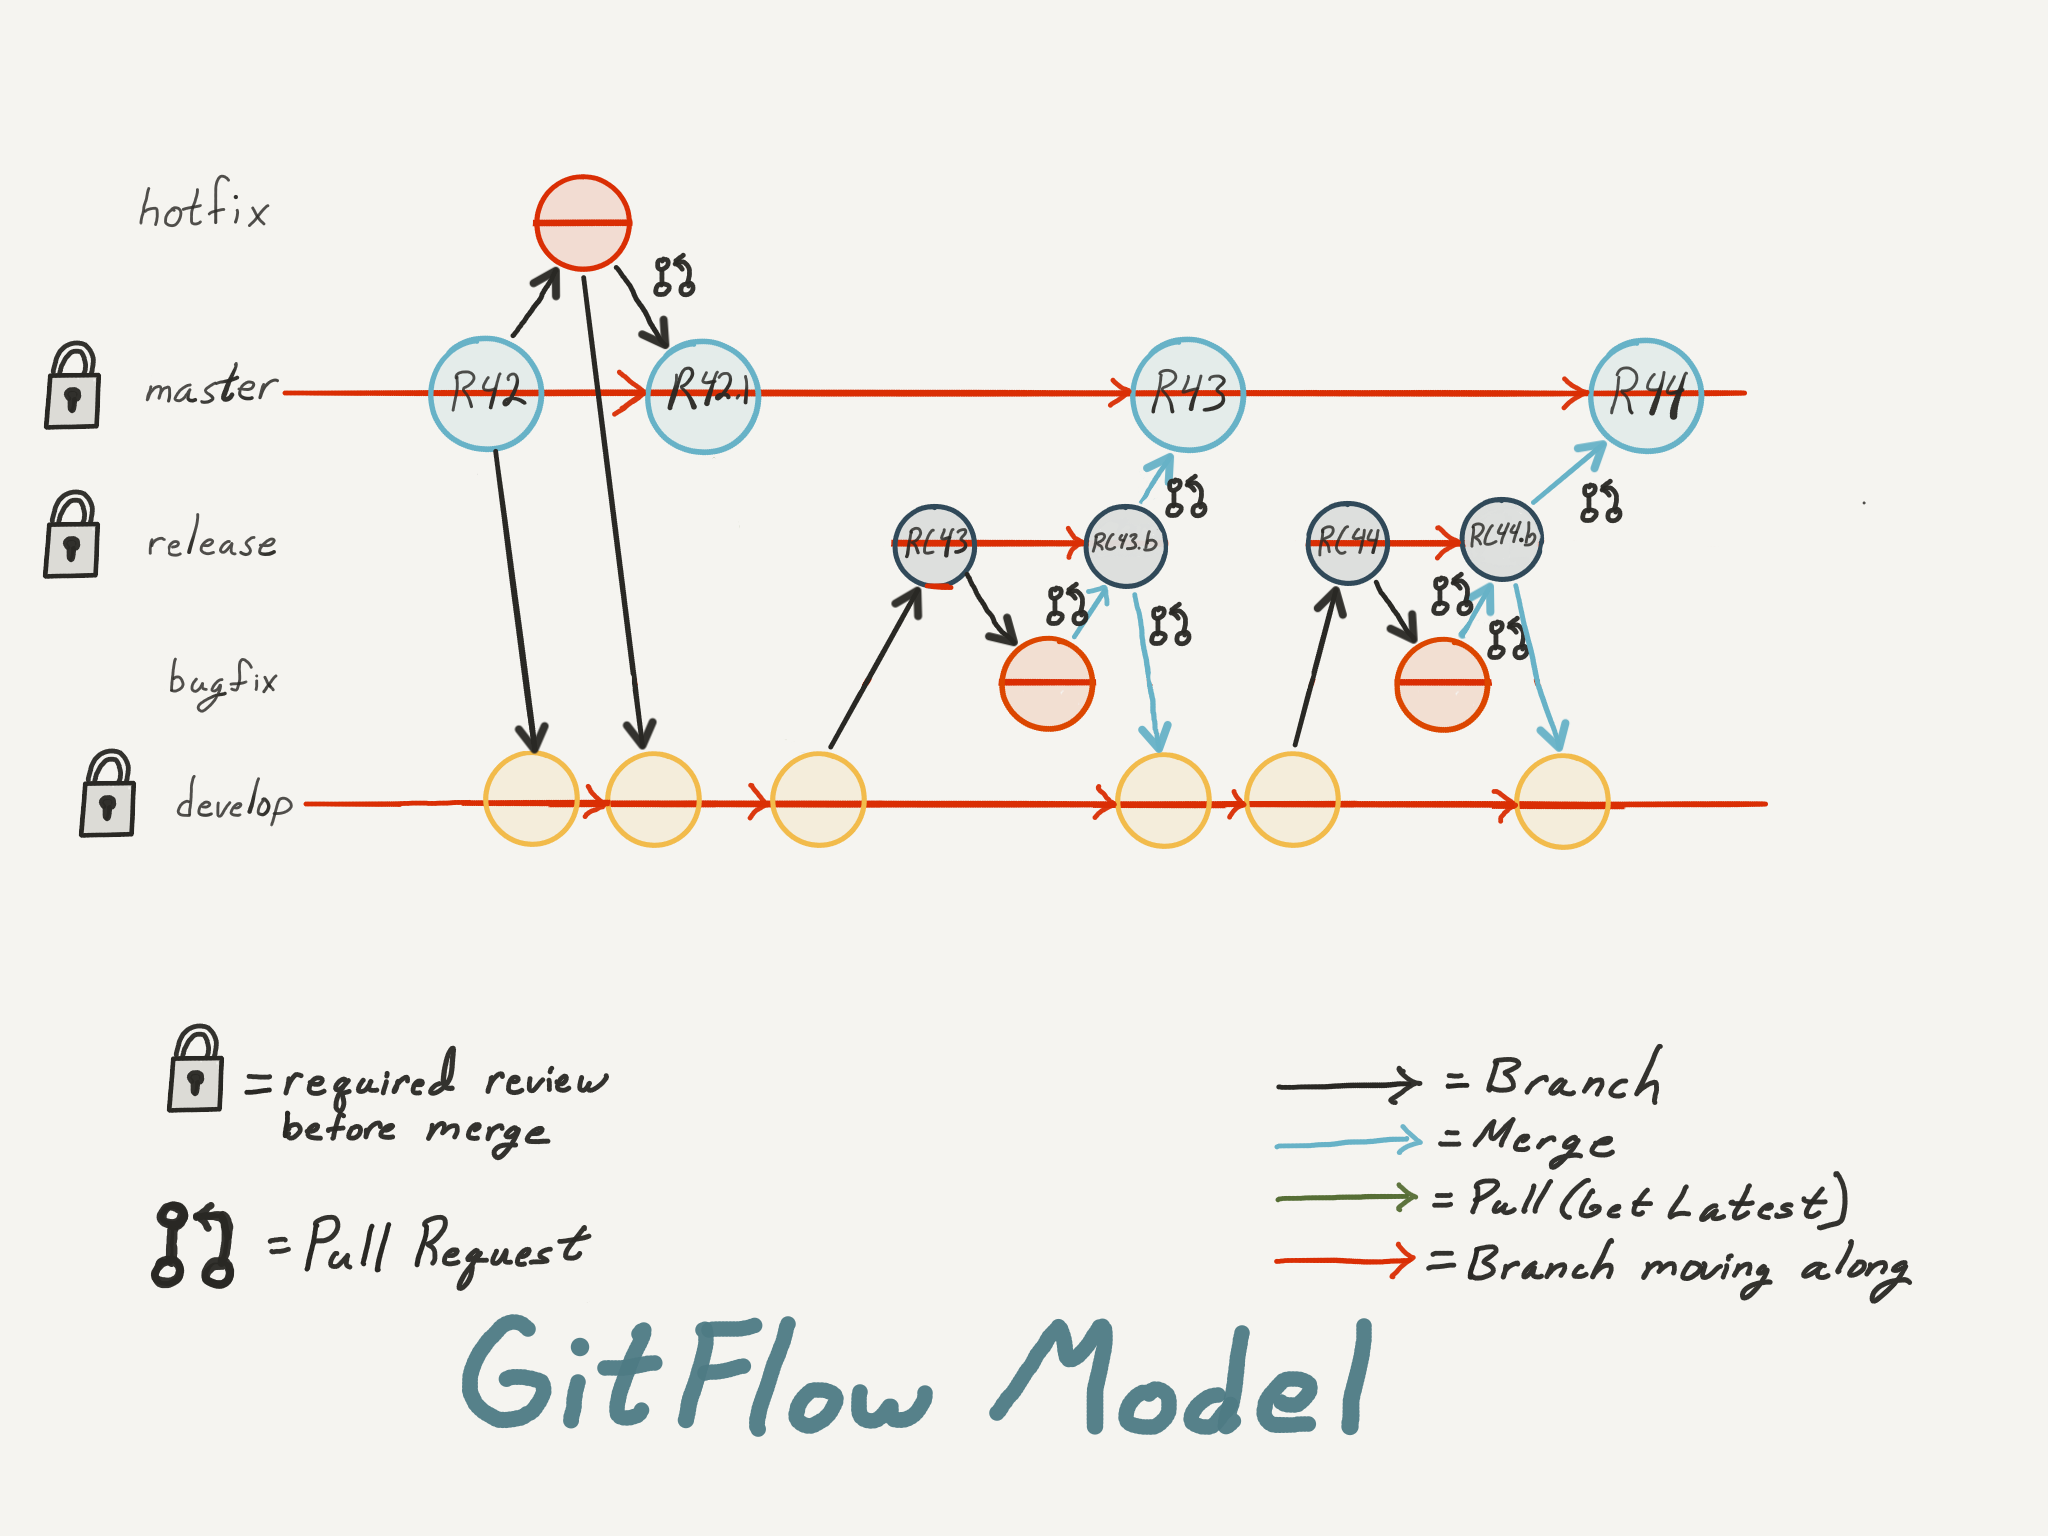 hotfix
master
R42
R42.1
R43
R44
release
RC43
RC43.b
RC44
RC44.b
bugfix
develop
= required review
before merge
= Pull Request
= Branch
= Merge
= Pull (Get Latest)
= Branch moving along
GitFlow Model